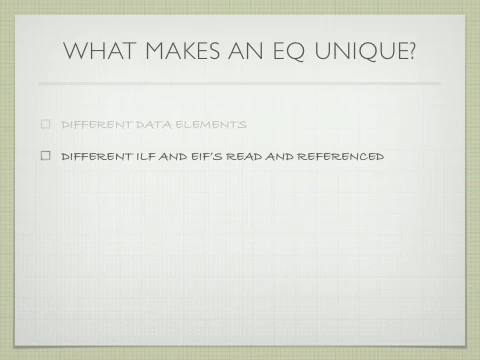 WHAT MAKES AN EQ UNIQUE?
DIFFERENT DATA ELEMENTS
DIFFERENT ILF AND EIF'S READ AND REFERENCED